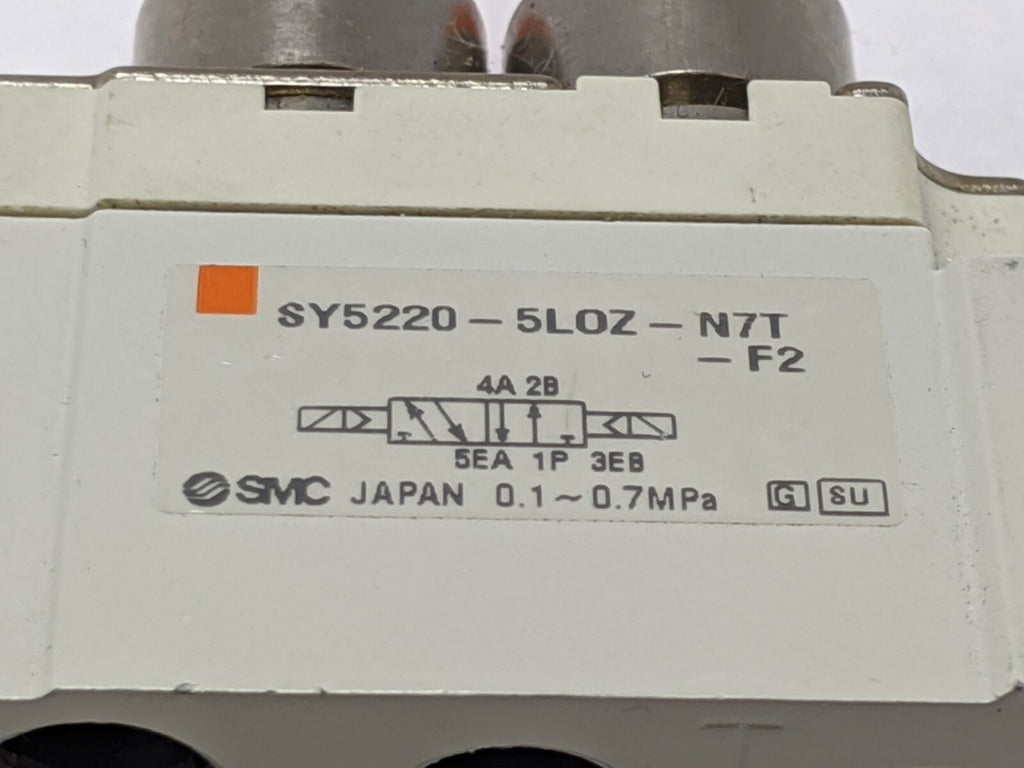 SY5220-5LOZ-N7T
-F2
4A 2B
5EA 1P 3EB
SMC JAPAN 0.1~0.7MPa G SU